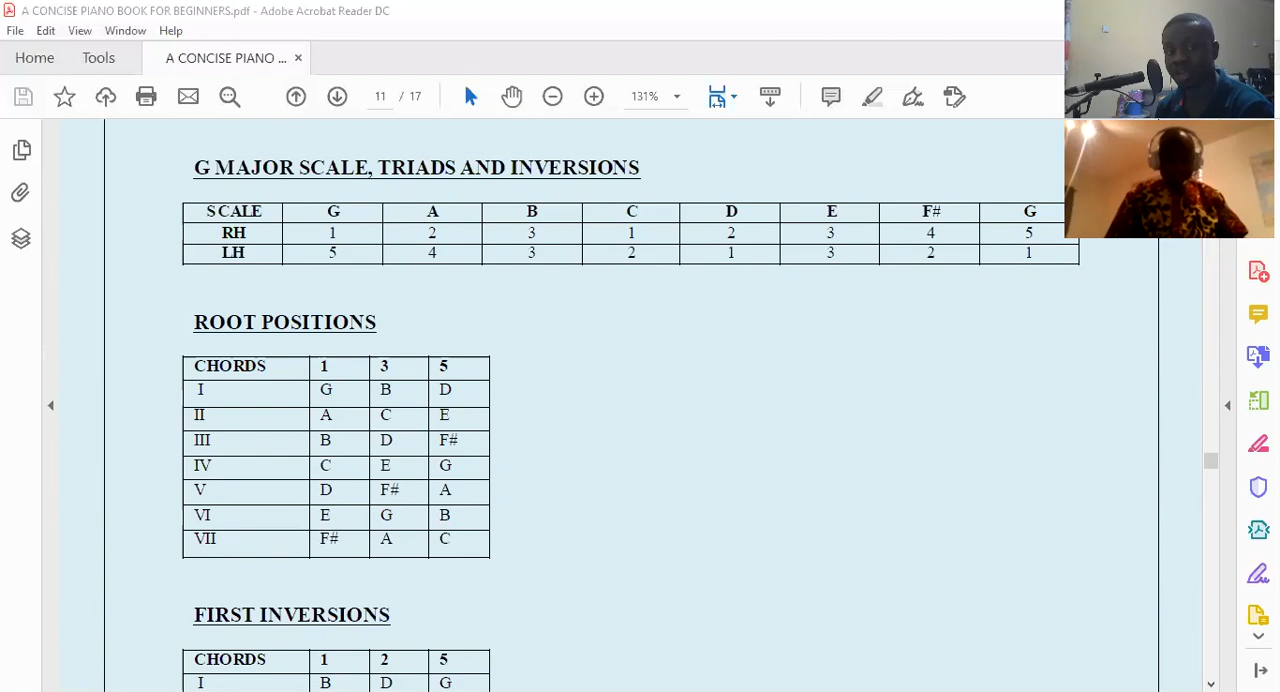 A CONCISE PIANO BOOK FOR BEGINNERS.pdf - Adobe Acrobat Reader DC
File Edit View Window Help
Home Tools A CONCISE PIANO ... ×
11 / 17 131%
G MAJOR SCALE, TRIADS AND INVERSIONS
SCALE G A B C D E F# G
RH 1 2 3 1 2 3 4 5
LH 5 4 3 2 1 3 2 1
ROOT POSITIONS
CHORDS 1 3 5
I G B D
II A C E
III B D F#
IV C E G
V D F# A
VI E G B
VII F# A C
FIRST INVERSIONS
CHORDS 1 2 5
I B D G